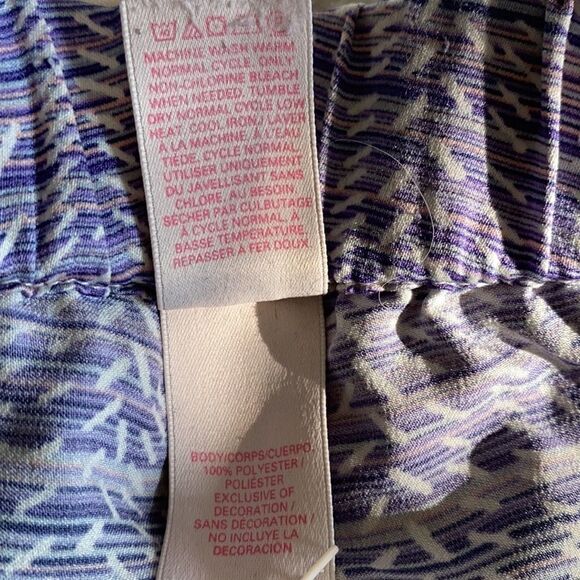 MACHINE WASH WARM
NORMAL CYCLE. ONLY
NON-CHLORINE BLEACH
WHEN NEEDED. TUMBLE
DRY NORMAL CYCLE LOW
HEAT. COOL IRON./ LAVER
À LA MACHINE, À L'EAU
TIÈDE, CYCLE NORMAL.
UTILISER UNIQUEMENT
DU JAVELLISANT SANS
CHLORE, AU BESOIN.
SÉCHER PAR CULBUTAGE
À CYCLE NORMAL, À
BASSE TEMPÉRATURE.
REPASSER À FER DOUX.
BODY/CORPS/CUERPO:
100% POLYESTER/
POLIÉSTER
EXCLUSIVE OF
DECORATION/
SANS DÉCORATION/
NO INCLUYE LA
DECORACIÓN